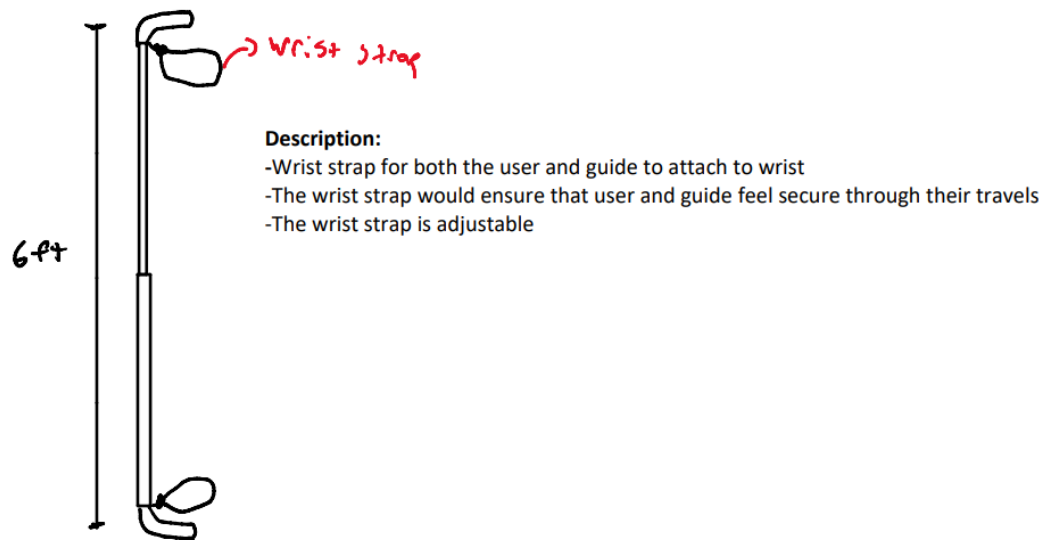 wrist strap
Description:
-Wrist strap for both the user and guide to attach to wrist
-The wrist strap would ensure that user and guide feel secure through their travels
-The wrist strap is adjustable
6ft